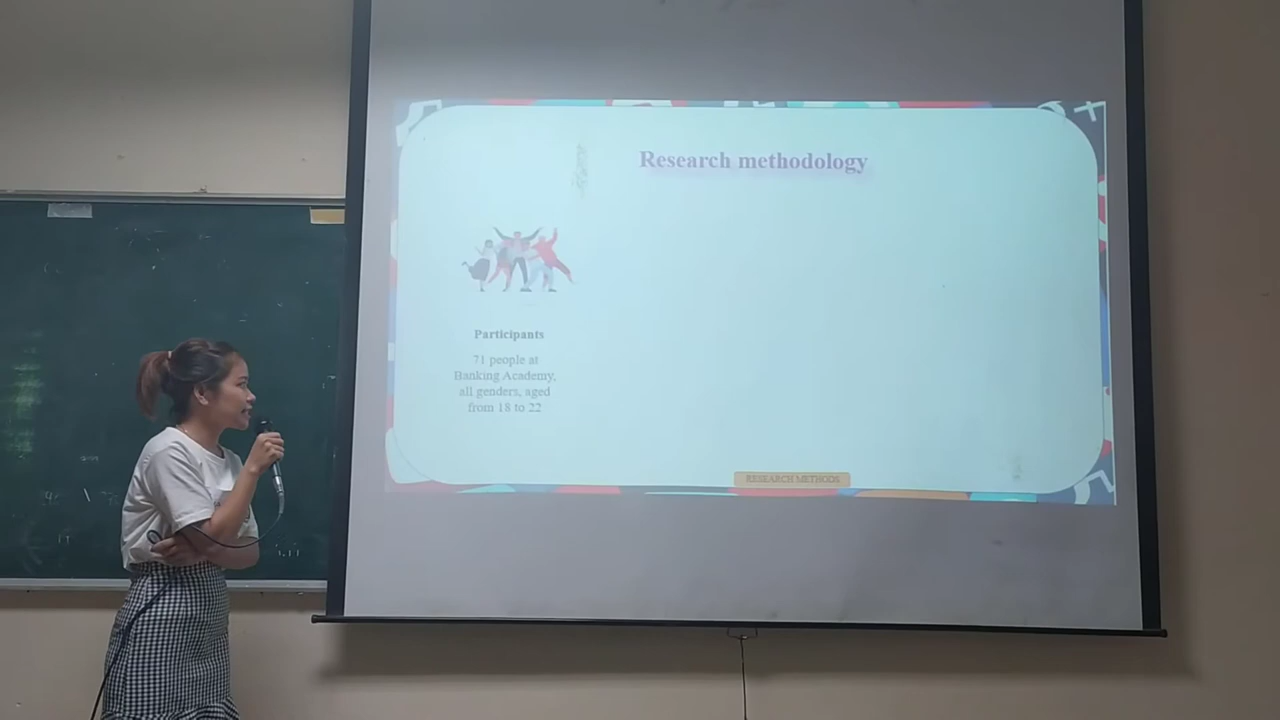 Research methodology
Participants
71 people at
Banking Academy,
all genders, aged
from 18 to 22
RESEARCH METHODS